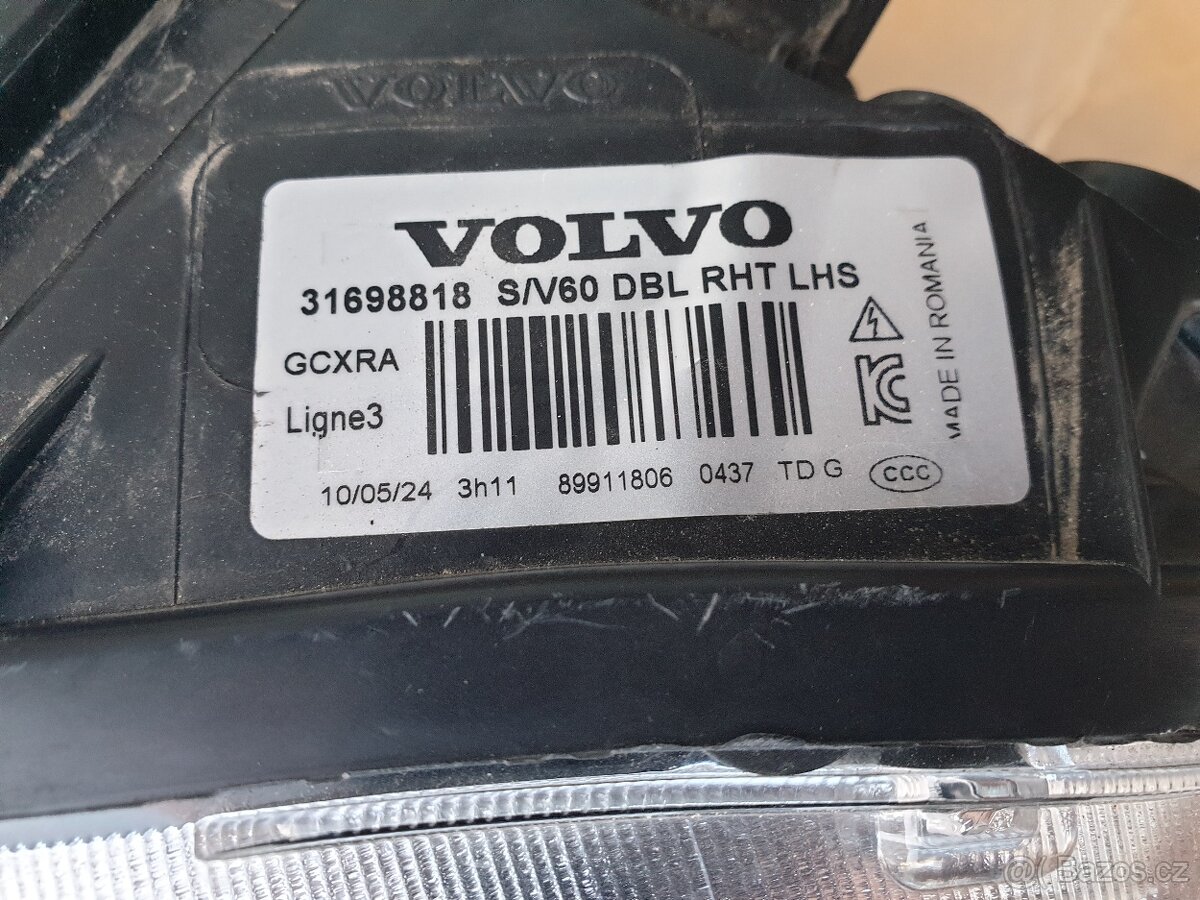 VOLVO
VOLVO
31698818 S/V60 DBL RHT LHS
GCXRA
Ligne3
10/05/24 3h11 89911806 0437 TD G CCC
MADE IN ROMANIA
Bazos.cz